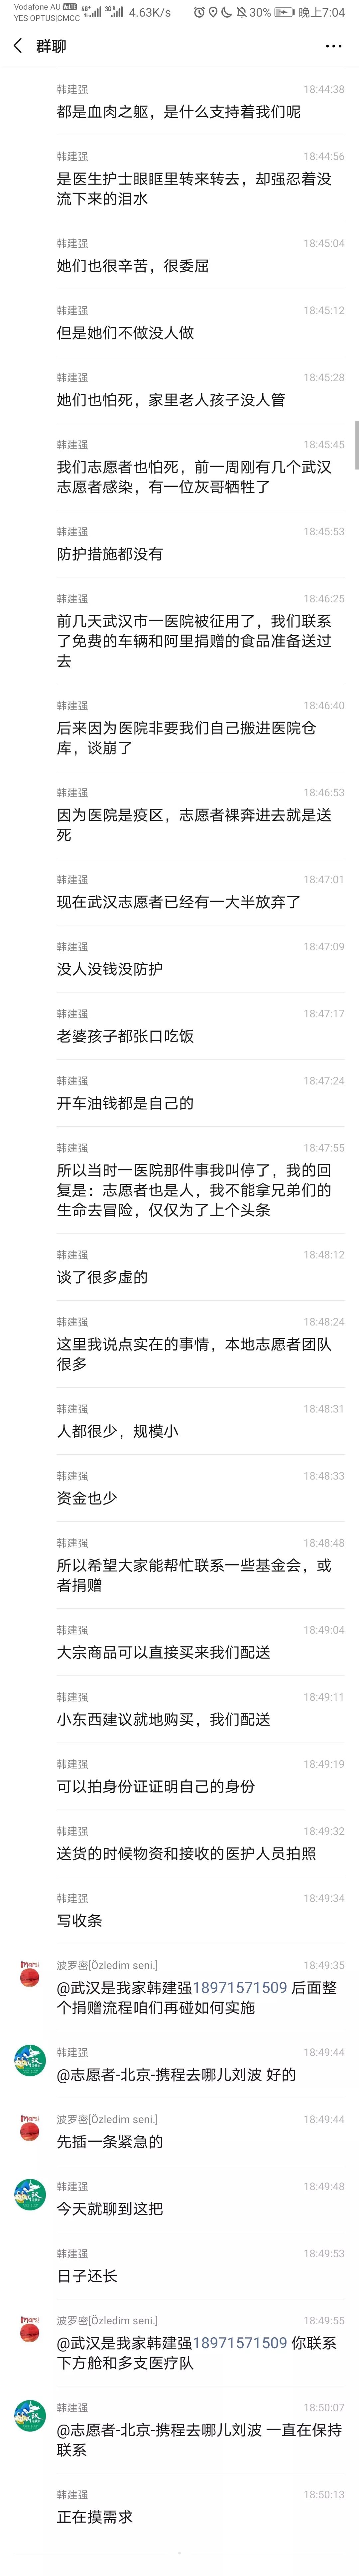 Vodafone AU VoLTE 4G 3G 4.63K/s 30% 晚上7:04
YES OPTUS|CMCC
群聊
韩建强 18:44:38
都是血肉之躯，是什么支持着我们呢
韩建强 18:44:56
是医生护士眼眶里转来转去，却强忍着没
流下来的泪水
韩建强 18:45:04
她们也很辛苦，很委屈
韩建强 18:45:12
但是她们不做没人做
韩建强 18:45:28
她们也怕死，家里老人孩子没人管
韩建强 18:45:45
我们志愿者也怕死，前一周刚有几个武汉
志愿者感染，有一位灰哥牺牲了
韩建强 18:45:53
防护措施都没有
韩建强 18:46:25
前几天武汉市一医院被征用了，我们联系
了免费的车辆和阿里捐赠的食品准备送过
去
韩建强 18:46:40
后来因为医院非要我们自己搬进医院仓
库，谈崩了
韩建强 18:46:53
因为医院是疫区，志愿者裸奔进去就是送
死
韩建强 18:47:01
现在武汉志愿者已经有一大半放弃了
韩建强 18:47:09
没人没钱没防护
韩建强 18:47:17
老婆孩子都张口吃饭
韩建强 18:47:24
开车油钱都是自己的
韩建强 18:47:55
所以当时一医院那件事我叫停了，我的回
复是：志愿者也是人，我不能拿兄弟们的
生命去冒险，仅仅为了上个头条
韩建强 18:48:12
谈了很多虚的
韩建强 18:48:24
这里我说点实在的事情，本地志愿者团队
很多
韩建强 18:48:31
人都很少，规模小
韩建强 18:48:33
资金也少
韩建强 18:48:48
所以希望大家能帮忙联系一些基金会，或
者捐赠
韩建强 18:49:04
大宗商品可以直接买来我们配送
韩建强 18:49:11
小东西建议就地购买，我们配送
韩建强 18:49:19
可以拍身份证证明自己的身份
韩建强 18:49:32
送货的时候物资和接收的医护人员拍照
韩建强 18:49:34
写收条
波罗密[Özledim seni.] 18:49:35
@武汉是我家韩建强18971571509 后面整
个捐赠流程咱们再碰如何实施
韩建强 18:49:44
@志愿者-北京-携程去哪儿刘波 好的
波罗密[Özledim seni.] 18:49:44
先插一条紧急的
韩建强 18:49:48
今天就聊到这把
韩建强 18:49:53
日子还长
波罗密[Özledim seni.] 18:49:55
@武汉是我家韩建强18971571509 你联系
下方舱和多支医疗队
韩建强 18:50:07
@志愿者-北京-携程去哪儿刘波 一直在保持
联系
韩建强 18:50:13
正在摸需求